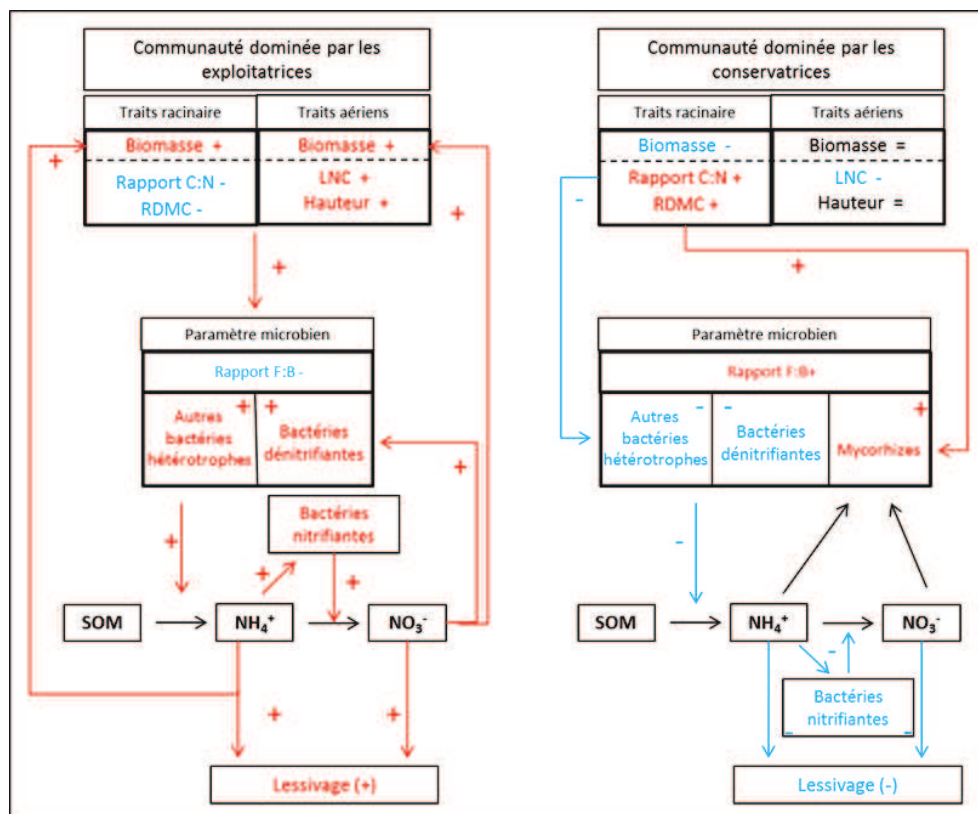 Communauté dominée par les
exploitatrices
Traits racinaire
Traits aériens
Biomasse +
Biomasse +
Rapport C:N -
RDMC -
LNC +
Hauteur +
+
+
+
Paramètre microbien
Rapport F:B -
+
+
Autres
bactéries
hétérotrophes
Bactéries
dénitrifiantes
+
Bactéries
nitrifiantes
+
+
+
SOM
NH₄⁺
NO₃⁻
+
+
Lessivage (+)
Communauté dominée par les
conservatrices
Traits racinaire
Traits aériens
Biomasse -
Biomasse =
Rapport C:N +
RDMC +
LNC -
Hauteur =
-
+
Paramètre microbien
Rapport F:B+
-
-
+
Autres
bactéries
hétérotrophes
Bactéries
dénitrifiantes
Mycorhizes
-
SOM
NH₄⁺
NO₃⁻
-
Bactéries
nitrifiantes
-
-
Lessivage (-)